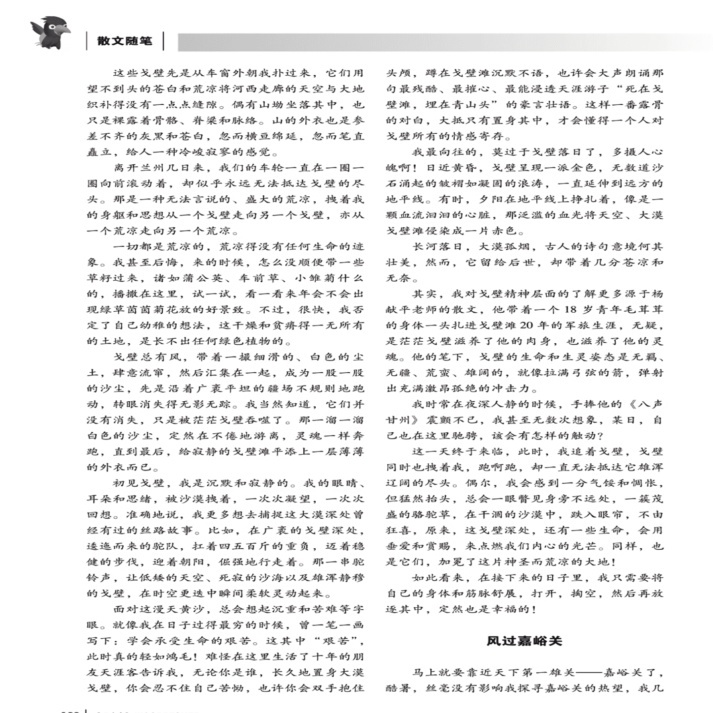 散文随笔
这些戈壁先是从车窗外朝我扑过来，它们用
望不到头的苍白和荒凉将河西走廊的天空与大地
织补得没有一点点缝隙。偶有山坳坐落其中，也
只是裸露着骨骼、脊梁和脉络。山的外衣也是参
差不齐的灰黑和苍白，忽而横亘绵延，忽而笔直
矗立，给人一种冷峻寂寥的感觉。
离开兰州几日来，我们的车轮一直在一圈一
圈向前滚动着，却似乎永远无法抵达戈壁的尽
头。那是一种无法言说的、盛大的荒凉，拽着我
的身躯和思想从一个戈壁走向另一个戈壁，亦从
一个荒凉走向另一个荒凉。
一切都是荒凉的，荒凉得没有任何生命的迹
象。我甚至后悔，来的时候，怎么没顺便带一些
草籽过来，诸如蒲公英、车前草、小雏菊什么
的，播撒在这里，试一试，看一看来年会不会出
现绿草茵茵菊花放的好景致。不过，很快，我否
定了自己幼稚的想法，这干燥和贫瘠得一无所有
的土地，是长不出任何绿色植物的。
戈壁总有风，带着一撮细滑的、白色的尘
土，肆意流窜，然后汇集在一起，成为一股一股
的沙尘，先是沿着广袤平坦的疆场不规则地跑
动，转眼消失得无影无踪。我当然知道，它们并
没有消失，只是被茫茫戈壁吞噬了。那一溜一溜
白色的沙尘，定然在不倦地游离，灵魂一样奔
跑，直到最后，给寂静的戈壁滩平添上一层薄薄
的外衣而已。
初见戈壁，我是沉默和寂静的。我的眼睛、
耳朵和思绪，被沙漠拽着，一次次凝望，一次次
回想。准确地说，我更多想去捕捉这大漠深处曾
经有过的丝路故事。比如，在广袤的戈壁深处，
逶迤而来的驼队，扛着四五百斤的重负，迈着稳
健的步伐，迎着朝阳，倔强地行走着。那一串驼
铃声，让低矮的天空、死寂的沙海以及雄浑静穆
的戈壁，在时空更迭中瞬间柔软灵动起来。
面对这漫天黄沙，总会想起沉重和苦难等字
眼。就像我在日子过得最穷的时候，曾一笔一画
写下：学会承受生命的艰苦。这其中“艰苦”，
此时真的轻如鸿毛！难怪在这里生活了十年的朋
友天涯客告诉我，无论你是谁，长久地置身大漠
戈壁，你会忍不住自己苦恸，也许你会双手抱住
头颅，蹲在戈壁滩沉默不语，也许会大声朗诵那
句最残酷、最摧心、最能浸透天涯游子“死在戈
壁滩，埋在青山头”的豪言壮语。这样一番露骨
的对白，大抵只有置身其中，才会懂得一个人对
戈壁所有的情感寄存。
我最向往的，莫过于戈壁落日了，多摄人心
魄啊！日近黄昏，戈壁呈现一派金色，无数道沙
石涌起的皱褶如凝固的浪涛，一直延伸到远方的
地平线。有时，夕阳在地平线上挣扎着，像是一
颗血流汩汩的心脏，那泛滥的血光将天空、大漠
戈壁滩侵染成一片赤色。
长河落日，大漠孤烟，古人的诗句意境何其
壮美，然而，它留给后世，却带着几分苍凉和
无奈。
其实，我对戈壁精神层面的了解更多源于杨
献平老师的散文，他带着一个 18 岁青年毛茸茸
的身体一头扎进戈壁滩 20 年的军旅生涯，无疑，
是茫茫戈壁滋养了他的肉身，也滋养了他的灵
魂。他的笔下，戈壁的生命和生灵姿态是无羁、
无疆、荒蛮、雄阔的，就像拉满弓弦的箭，弹射
出充满激昂孤绝的冲击力。
我时常在夜深人静的时候，手捧他的《八声
甘州》震颤不已，我甚至无数次想象，某日，自
己也在这里驰骋，该会有怎样的触动？
这一天终于来临，此时，我追着戈壁，戈壁
同时也拽着我，跑啊跑，却一直无法抵达它雄浑
辽阔的尽头。偶尔，我会感到一分气馁和惆怅，
但猛然抬头，总会一眼瞥见身旁不远处，一簇茂
盛的骆驼草，在干涸的沙漠中，跌入眼帘，不由
狂喜，原来，这戈壁深处，还有一些生命，会用
垂爱和赏赐，来点燃我们内心的光芒。同样，也
是它们，加冕了这片神圣而荒凉的大地！
如此看来，在接下来的日子里，我只需要将
自己的身体和筋脉舒展，打开，掏空，然后再放
逐其中，定然也是幸福的！
风过嘉峪关
马上就要靠近天下第一雄关——嘉峪关了，
酷暑，丝毫没有影响我探寻嘉峪关的热望，我几